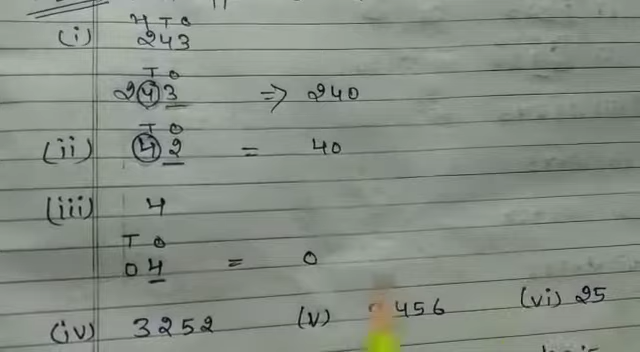 H T O
(i) 243
T O
243 ⇒ 240
T O
(ii) 42 = 40
(iii) 4
T O
04 = 0
(iv) 3252 (v) 456 (vi) 25